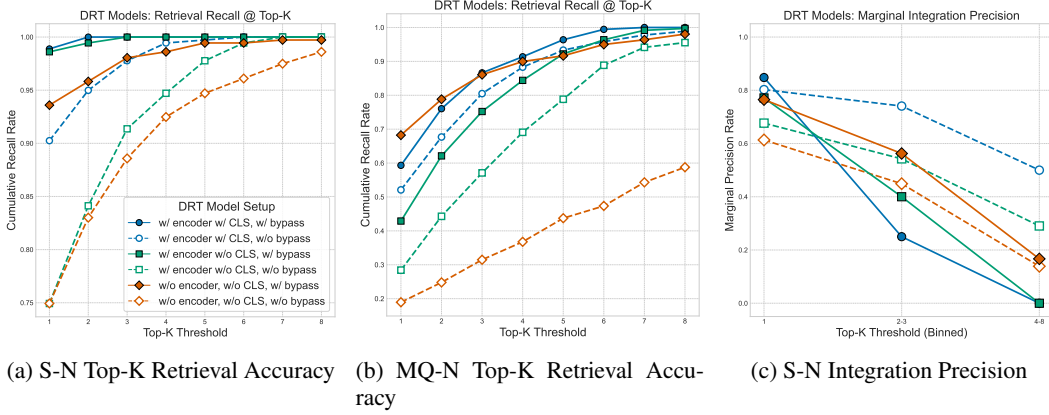 DRT Models: Retrieval Recall @ Top-K
Cumulative Recall Rate
1.00
0.95
0.90
0.85
0.80
0.75
DRT Model Setup
w/ encoder w/ CLS, w/ bypass
w/ encoder w/ CLS, w/o bypass
w/ encoder w/o CLS, w/ bypass
w/ encoder w/o CLS, w/o bypass
w/o encoder, w/o CLS, w/ bypass
w/o encoder, w/o CLS, w/o bypass
1 2 3 4 5 6 7 8
Top-K Threshold
(a) S-N Top-K Retrieval Accuracy
DRT Models: Retrieval Recall @ Top-K
Cumulative Recall Rate
1.0
0.9
0.8
0.7
0.6
0.5
0.4
0.3
0.2
1 2 3 4 5 6 7 8
Top-K Threshold
(b) MQ-N Top-K Retrieval Accu-
racy
DRT Models: Marginal Integration Precision
Marginal Precision Rate
1.0
0.8
0.6
0.4
0.2
0.0
1 2-3 4-8
Top-K Threshold (Binned)
(c) S-N Integration Precision